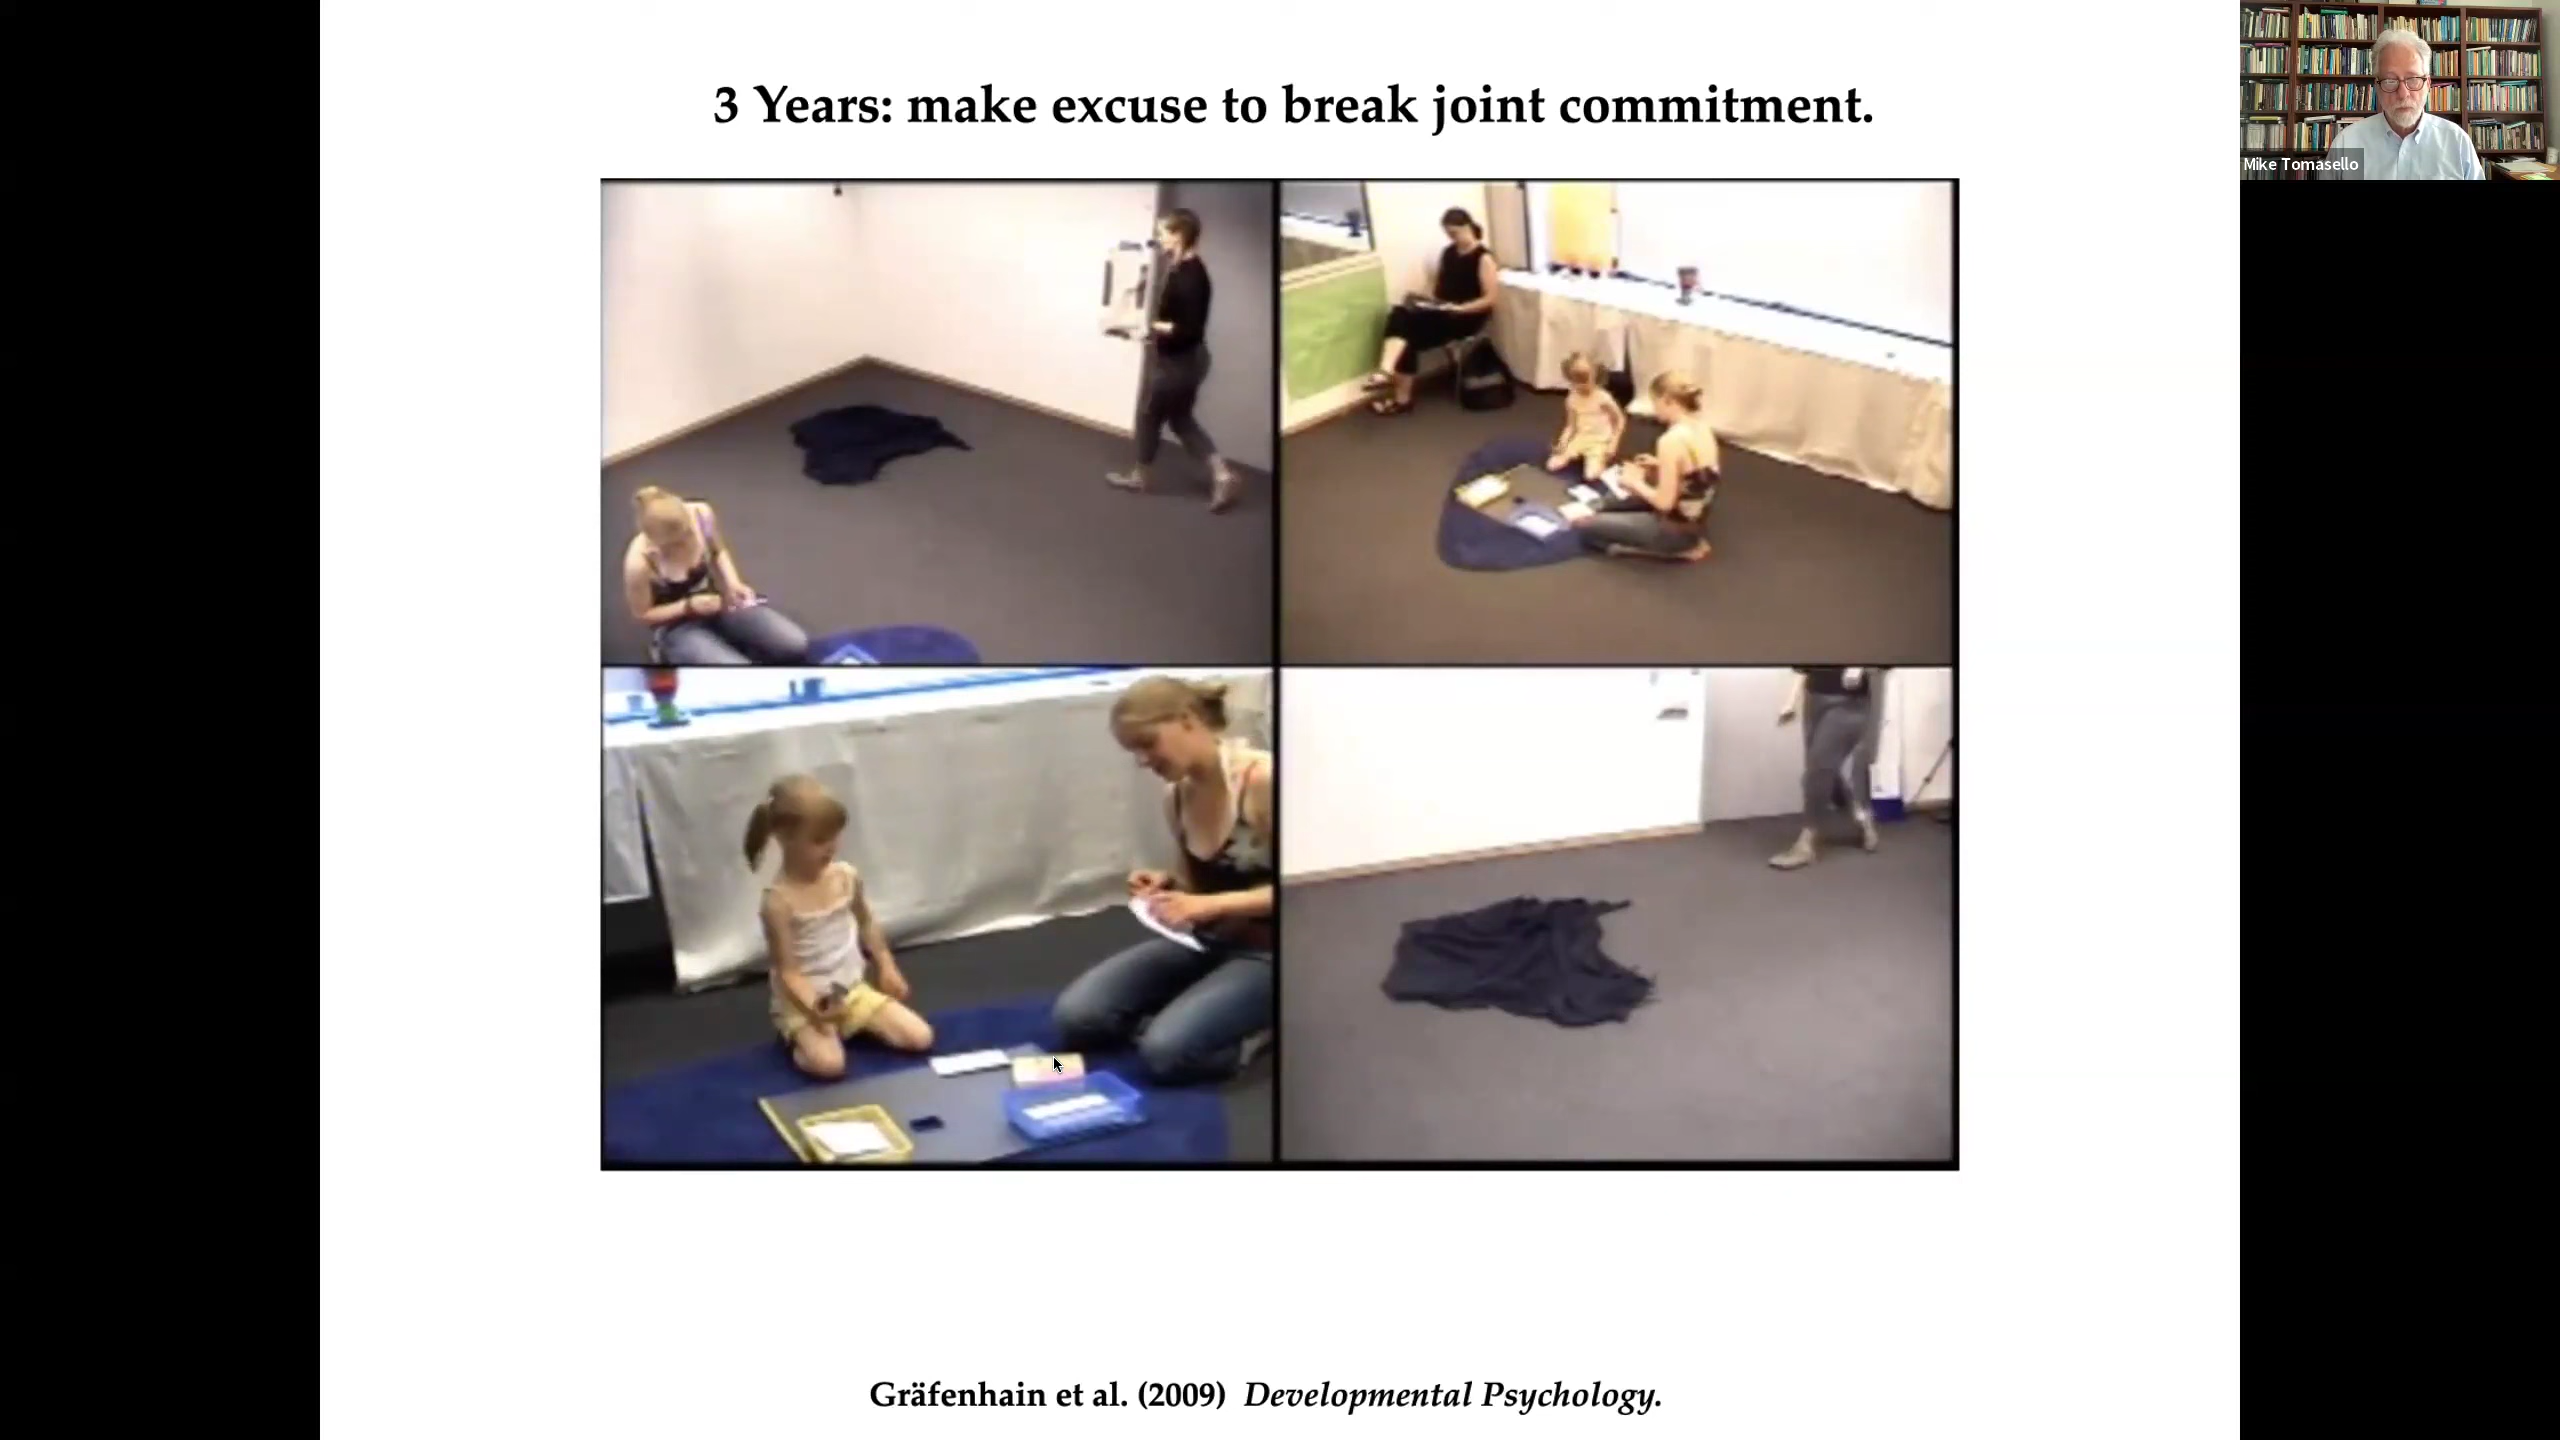 3 Years: make excuse to break joint commitment.
Mike Tomasello
Gräfenhain et al. (2009) Developmental Psychology.